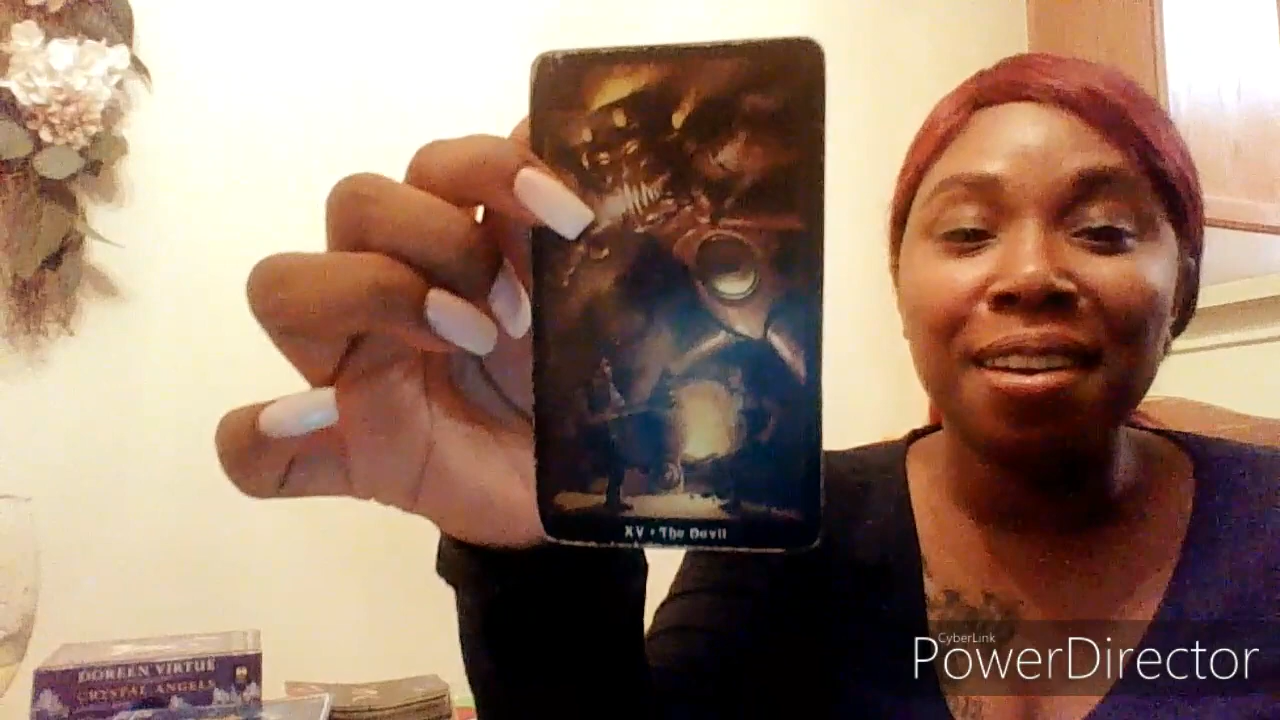 XV • The Devil
DOREEN VIRTUE
CRYSTAL ANGELS
CyberLink
PowerDirector